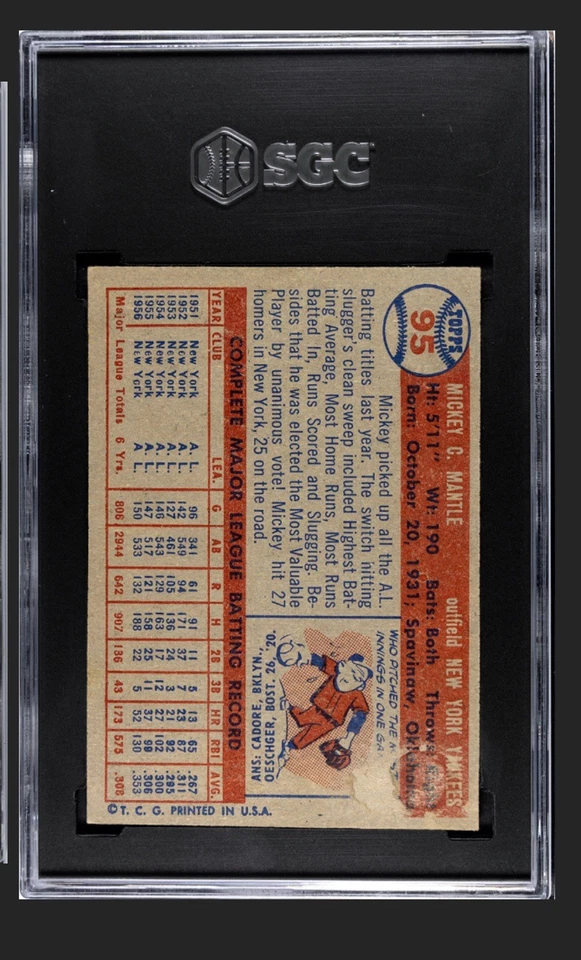 SGC
TOPPS
95
MICKEY C. MANTLE outfield NEW YORK YANKEES
Ht: 5'11" Wt: 190 Bats: Both Throws:
Born: October 20, 1931; Spavinaw, Oklahoma
Mickey picked up all the A.L.
Batting titles last year. The switch hitting
slugger's clean sweep included Highest Bat-
ting Average, Most Home Runs, Most Runs
Batted In, Runs Scored and Slugging. Be-
sides that he was elected the Most Valuable
Player by unanimous vote! Mickey hit 27
homers in New York, 25 on the road.
WHO PITCHED THE
INNINGS IN ONE
ANS: CADORE, BKLYN.,
OESCHGER, BOST. 26, '20.
COMPLETE MAJOR LEAGUE BATTING RECORD
YEAR CLUB LEA. G AB R H 2B 3B HR RBI AVG.
1951 New York A. L. 96 341 61 91 11 5 13 65 .267
1952 New York A. L. 142 549 94 171 37 7 23 87 .311
1953 New York A. L. 127 461 105 136 24 3 21 92 .295
1954 New York A. L. 146 543 129 163 17 12 27 102 .300
1955 New York A. L. 147 517 121 158 25 11 37 99 .306
1956 New York A. L. 150 533 132 188 22 5 52 130 .353
Major League Totals 6 Yrs. 808 2944 642 907 136 43 173 575 .308
© T. C. G. PRINTED IN U.S.A.